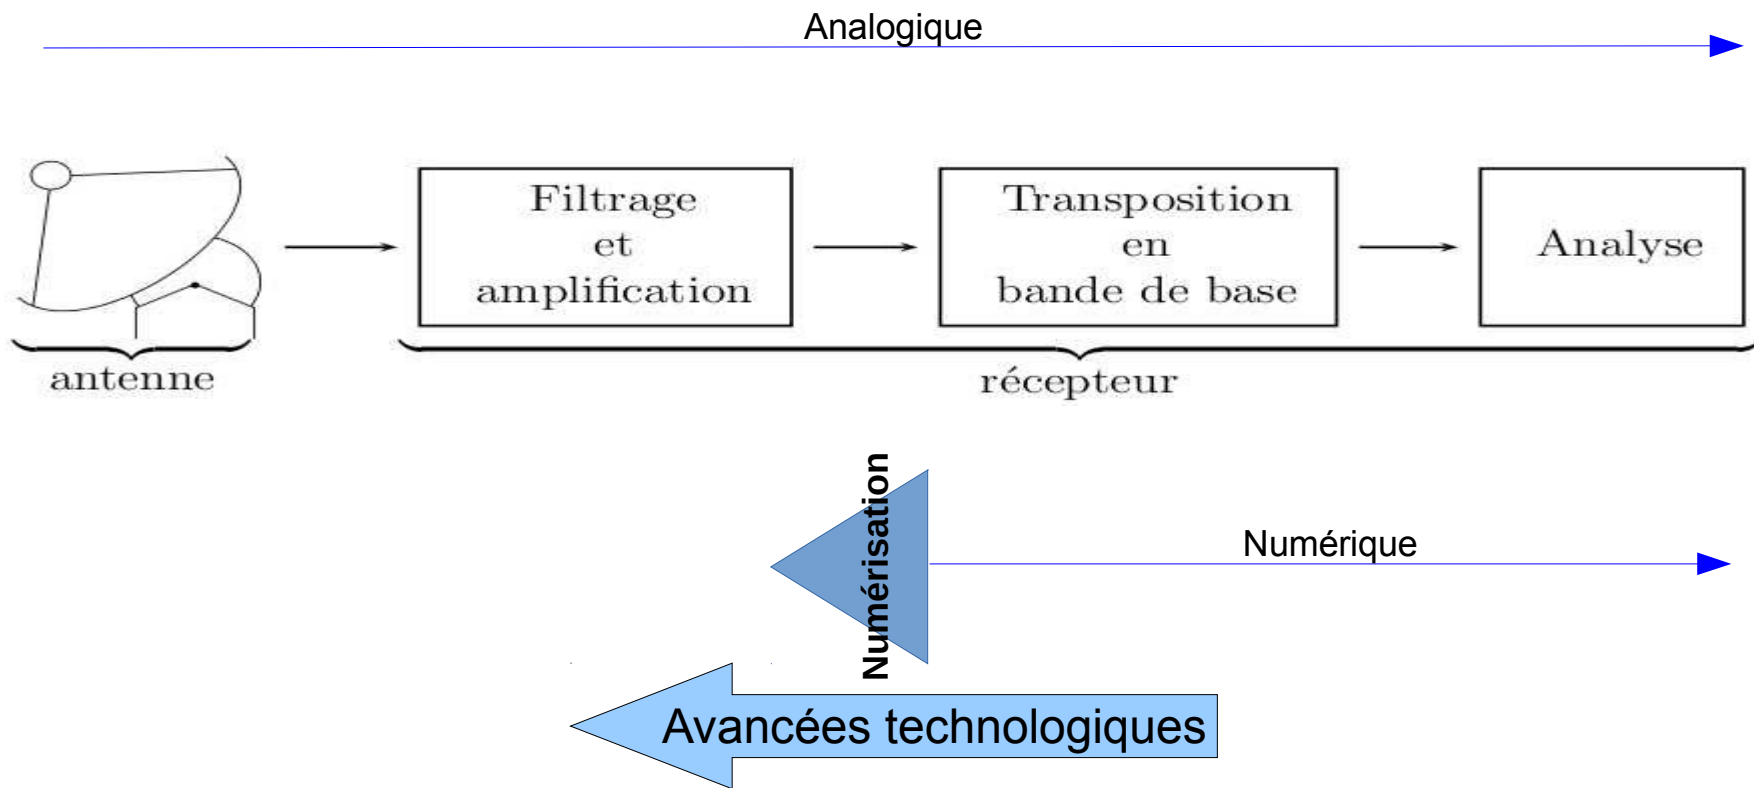 Analogique
Filtrage
et
amplification
Transposition
en
bande de base
Analyse
antenne
récepteur
Numérisation
Numérique
Avancées technologiques